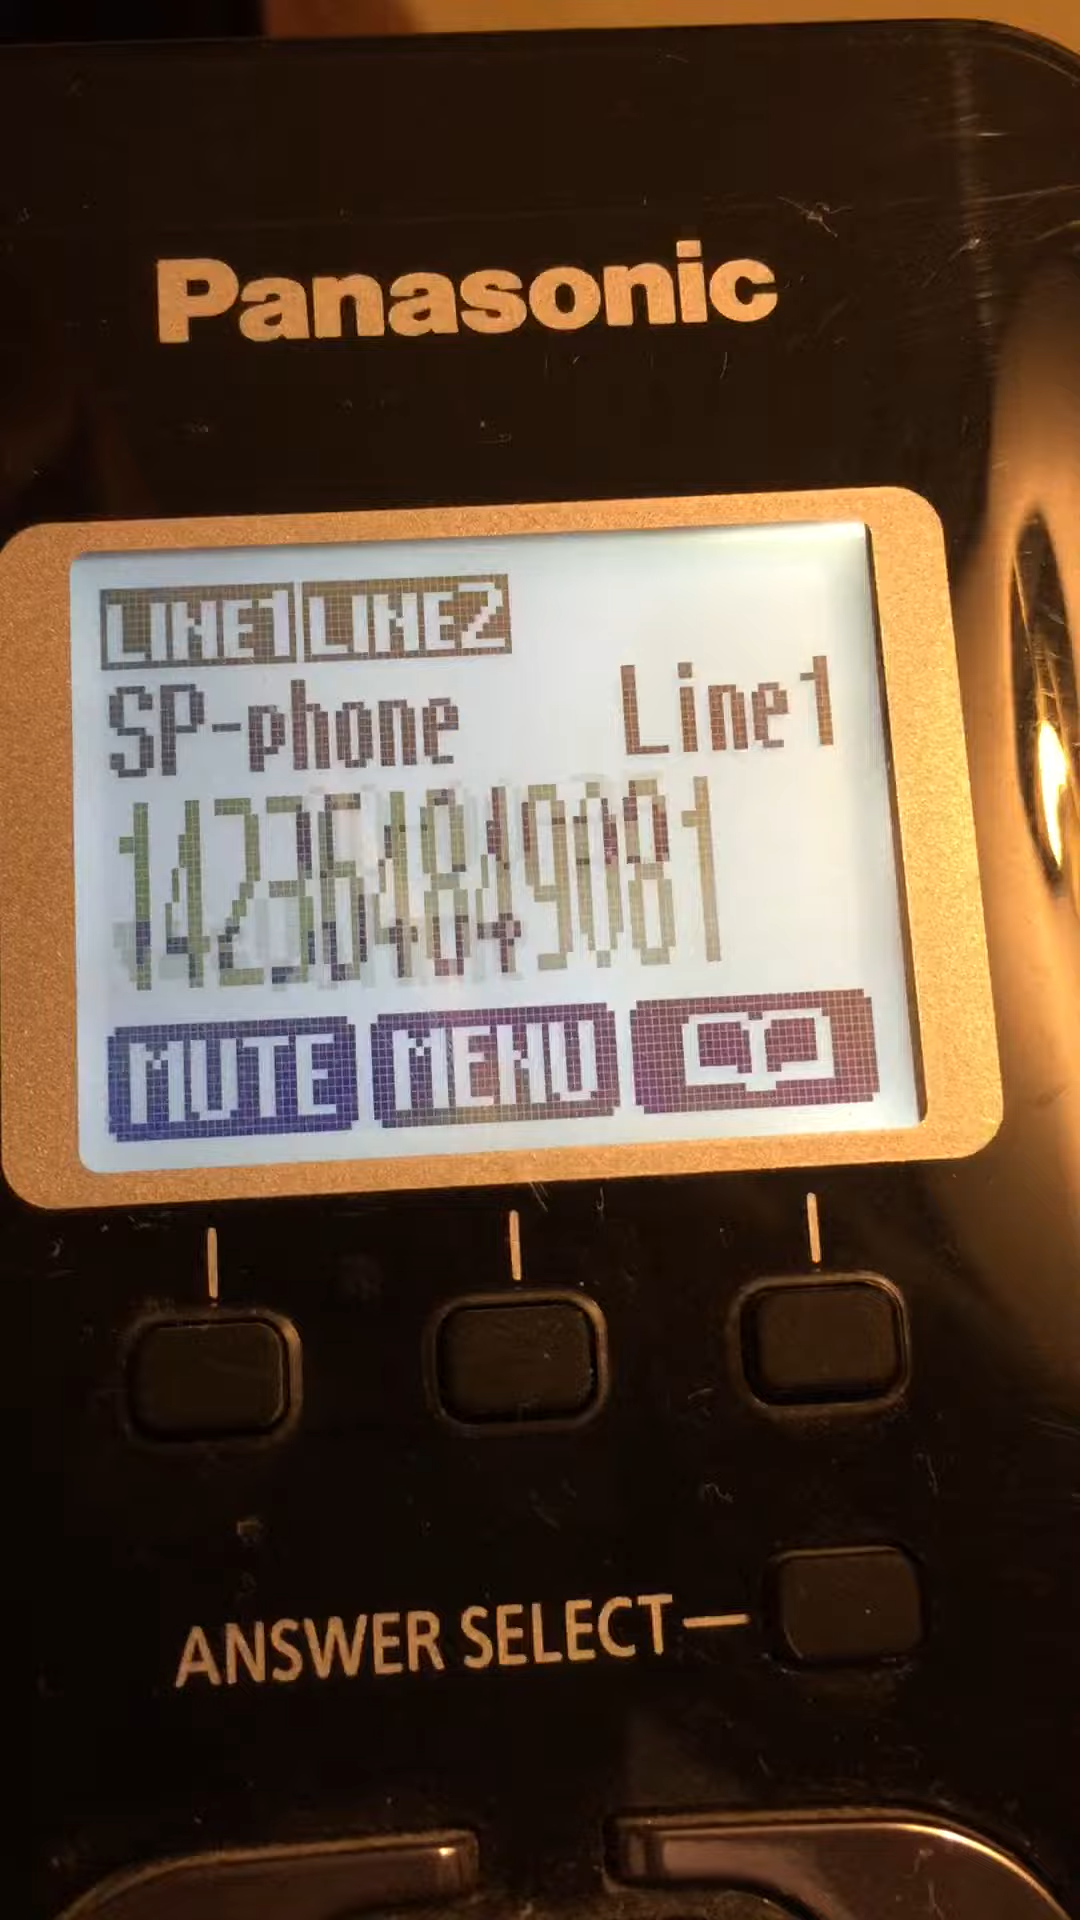 Panasonic
LINE1 LINE2
SP-phone Line1
MUTE MENU
ANSWER SELECT